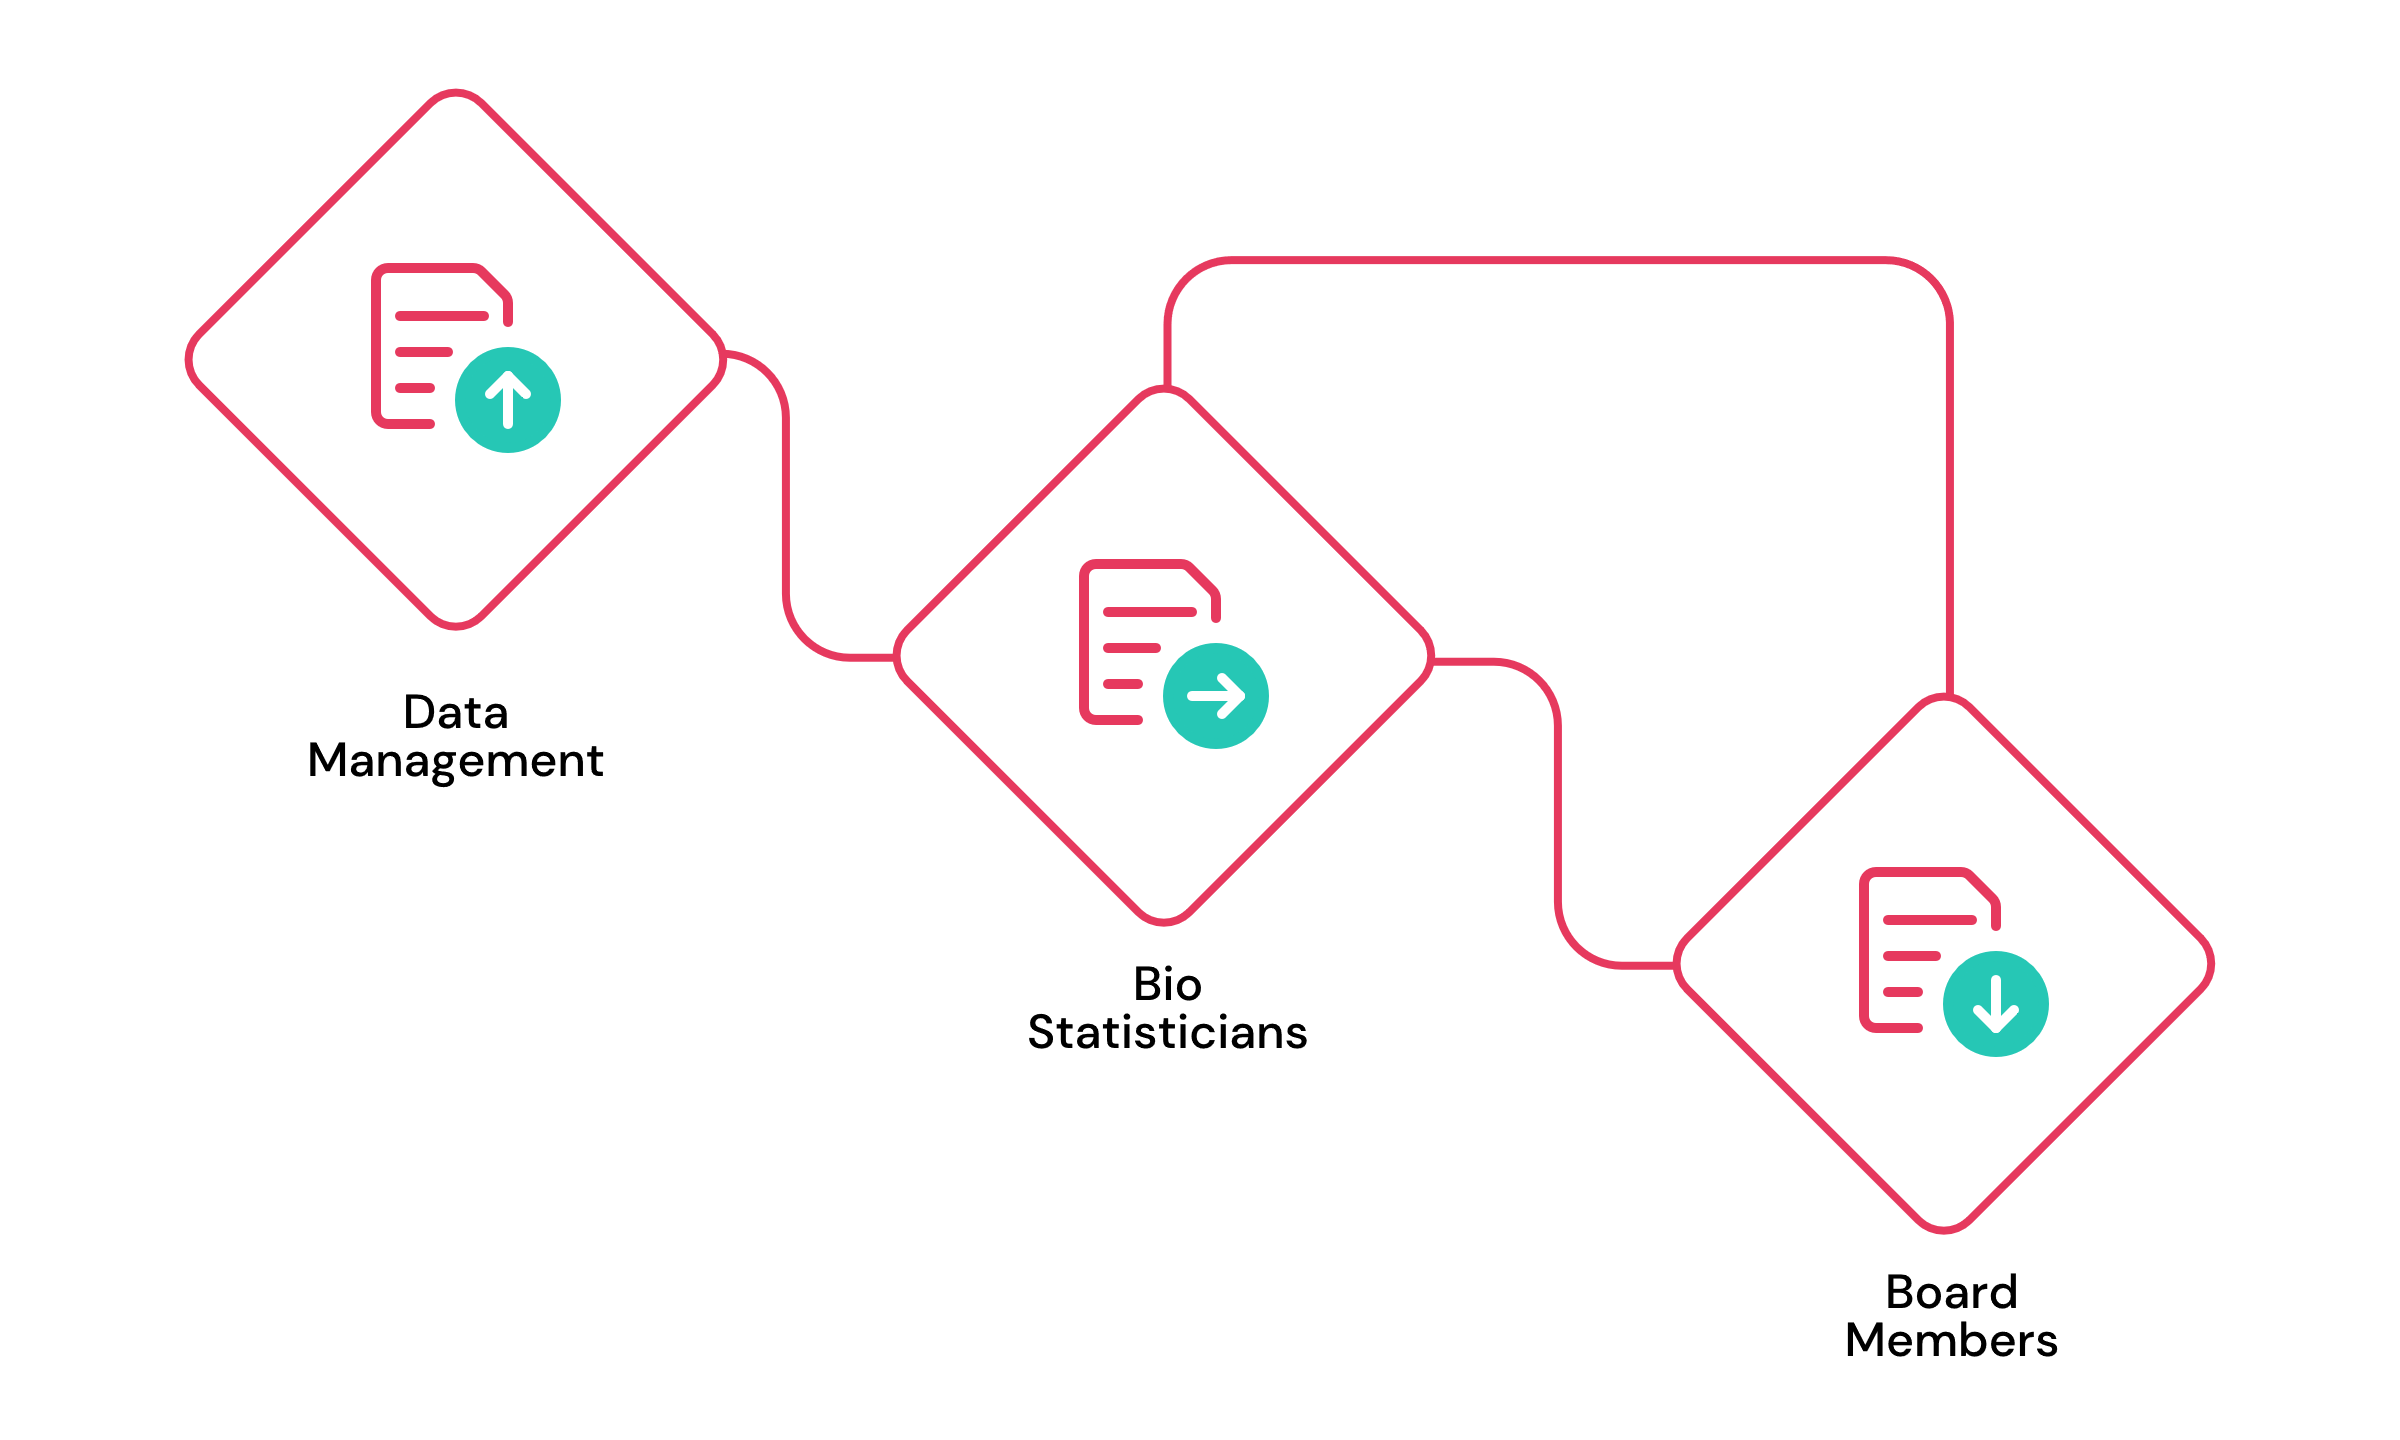 Data
Management
Bio
Statisticians
Board
Members